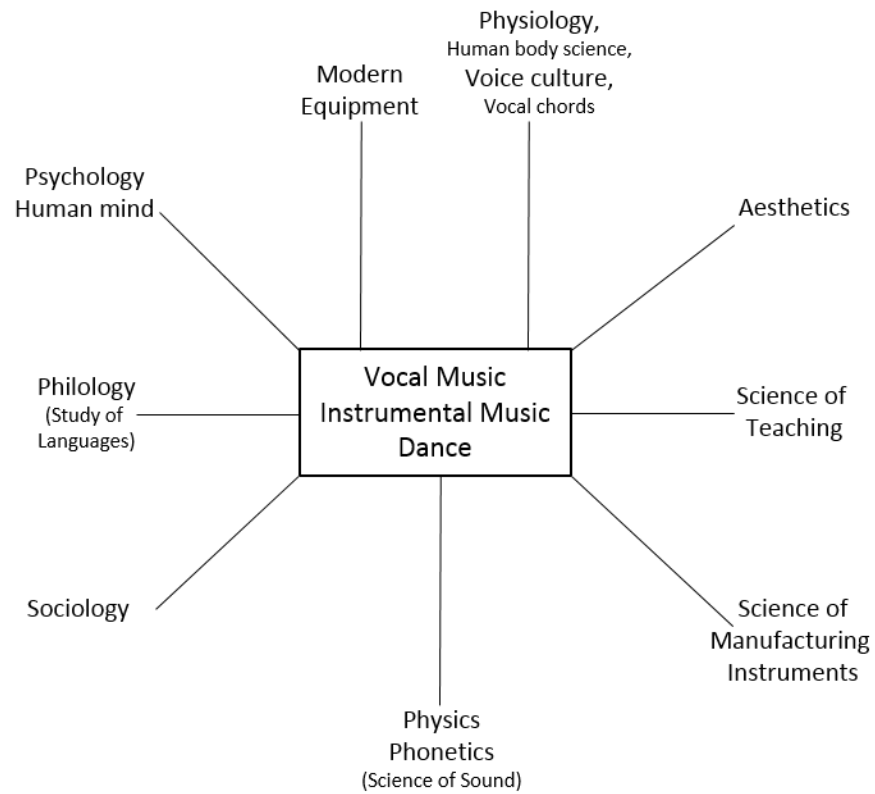 Physiology,
Human body science,
Voice culture,
Vocal chords
Modern
Equipment
Psychology
Human mind
Aesthetics
Vocal Music
Instrumental Music
Dance
Philology
(Study of
Languages)
Science of
Teaching
Sociology
Science of
Manufacturing
Instruments
Physics
Phonetics
(Science of Sound)